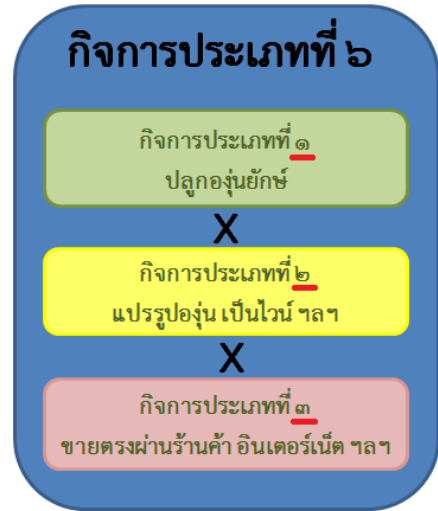 กิจการประเภทที่ ๖
กิจการประเภทที่ ๑
ปลูกองุ่นยักษ์
X
กิจการประเภทที่ ๒
แปรรูปองุ่น เป็นไวน์ ฯลฯ
X
กิจการประเภทที่ ๓
ขายตรงผ่านร้านค้า อินเตอร์เน็ต ฯลฯ